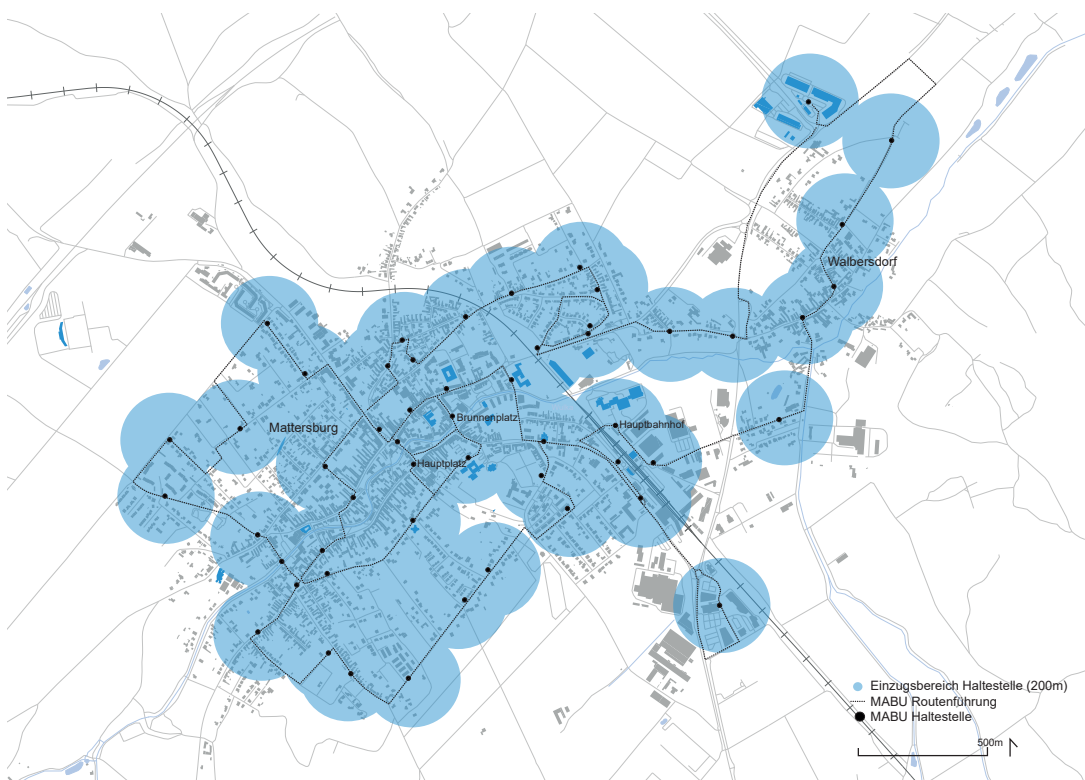 Walbersdorf
Brunnenplatz
Mattersburg
Hauptbahnhof
Hauptplatz
Einzugsbereich Haltestelle (200m)
MABU Routenführung
MABU Haltestelle
500m